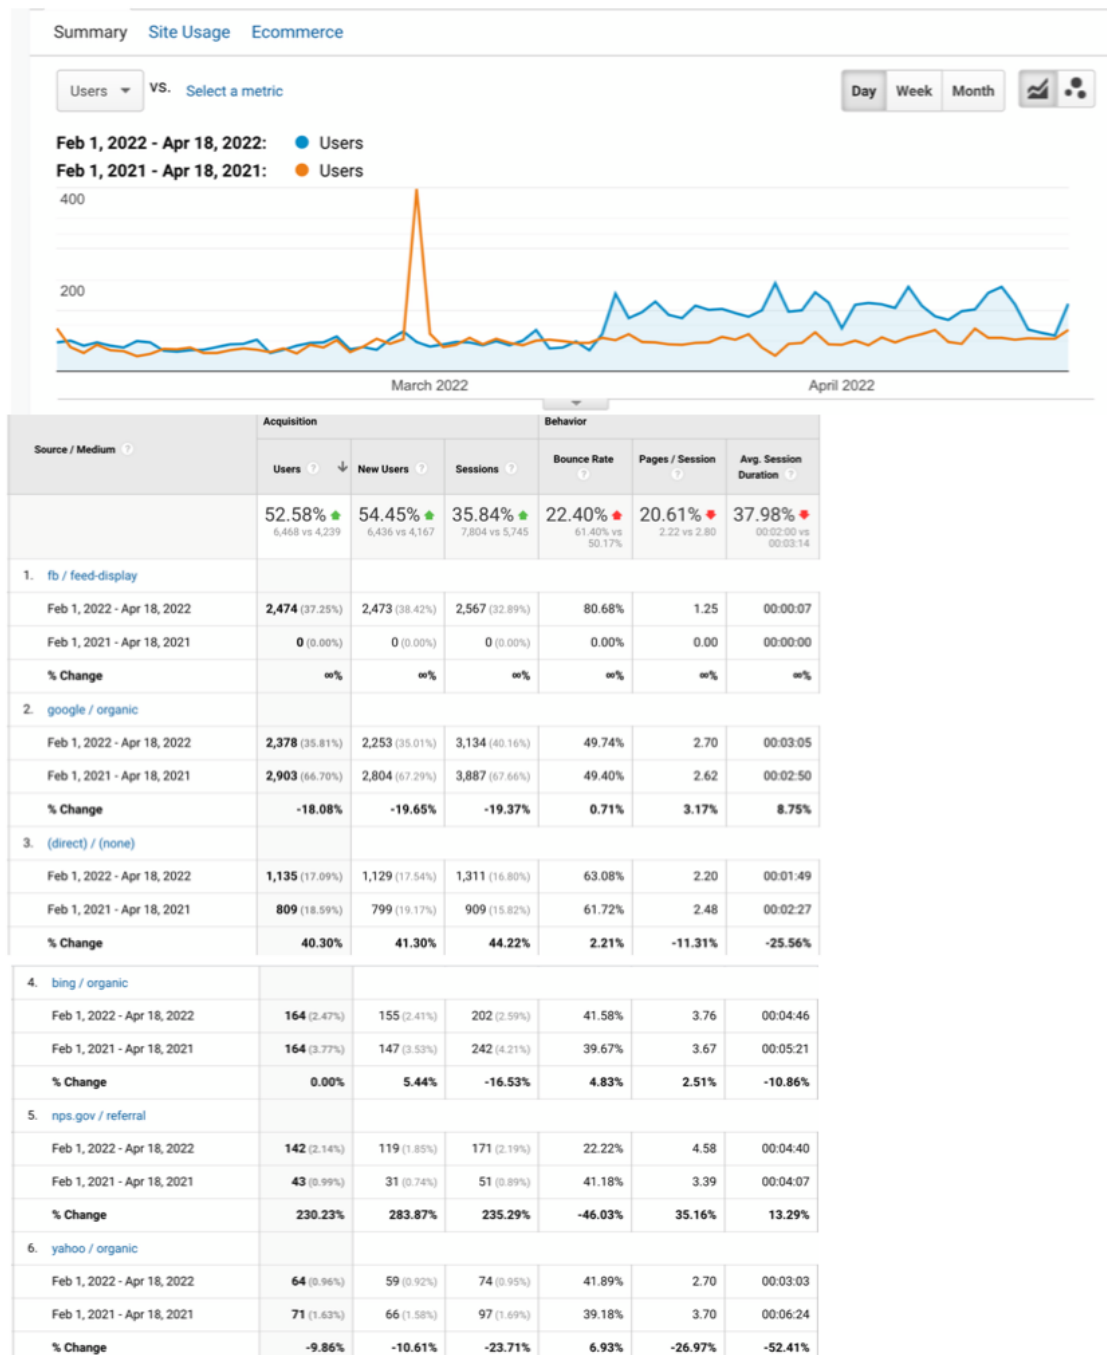 Summary Site Usage Ecommerce
Users VS. Select a metric Day Week Month
Feb 1, 2022 - Apr 18, 2022: Users
Feb 1, 2021 - Apr 18, 2021: Users
400
200
March 2022 April 2022
Acquisition Behavior
Source / Medium ? Users ? New Users ? Sessions ? Bounce Rate ? Pages / Session ? Avg. Session Duration ?
52.58% 54.45% 35.84% 22.40% 20.61% 37.98%
6,468 vs 4,239 6,436 vs 4,167 7,804 vs 5,745 61.40% vs 50.17% 2.22 vs 2.80 00:02:00 vs 00:03:14
1. fb / feed-display
Feb 1, 2022 - Apr 18, 2022 2,474 (37.25%) 2,473 (38.42%) 2,567 (32.89%) 80.68% 1.25 00:00:07
Feb 1, 2021 - Apr 18, 2021 0 (0.00%) 0 (0.00%) 0 (0.00%) 0.00% 0.00 00:00:00
% Change ∞% ∞% ∞% ∞% ∞% ∞%
2. google / organic
Feb 1, 2022 - Apr 18, 2022 2,378 (35.81%) 2,253 (35.01%) 3,134 (40.16%) 49.74% 2.70 00:03:05
Feb 1, 2021 - Apr 18, 2021 2,903 (66.70%) 2,804 (67.29%) 3,887 (67.66%) 49.40% 2.62 00:02:50
% Change -18.08% -19.65% -19.37% 0.71% 3.17% 8.75%
3. (direct) / (none)
Feb 1, 2022 - Apr 18, 2022 1,135 (17.09%) 1,129 (17.54%) 1,311 (16.80%) 63.08% 2.20 00:01:49
Feb 1, 2021 - Apr 18, 2021 809 (18.59%) 799 (19.17%) 909 (15.82%) 61.72% 2.48 00:02:27
% Change 40.30% 41.30% 44.22% 2.21% -11.31% -25.56%
4. bing / organic
Feb 1, 2022 - Apr 18, 2022 164 (2.47%) 155 (2.41%) 202 (2.59%) 41.58% 3.76 00:04:46
Feb 1, 2021 - Apr 18, 2021 164 (3.77%) 147 (3.53%) 242 (4.21%) 39.67% 3.67 00:05:21
% Change 0.00% 5.44% -16.53% 4.83% 2.51% -10.86%
5. nps.gov / referral
Feb 1, 2022 - Apr 18, 2022 142 (2.14%) 119 (1.85%) 171 (2.19%) 22.22% 4.58 00:04:40
Feb 1, 2021 - Apr 18, 2021 43 (0.99%) 31 (0.74%) 51 (0.89%) 41.18% 3.39 00:04:07
% Change 230.23% 283.87% 235.29% -46.03% 35.16% 13.29%
6. yahoo / organic
Feb 1, 2022 - Apr 18, 2022 64 (0.96%) 59 (0.92%) 74 (0.95%) 41.89% 2.70 00:03:03
Feb 1, 2021 - Apr 18, 2021 71 (1.63%) 66 (1.58%) 97 (1.69%) 39.18% 3.70 00:06:24
% Change -9.86% -10.61% -23.71% 6.93% -26.97% -52.41%